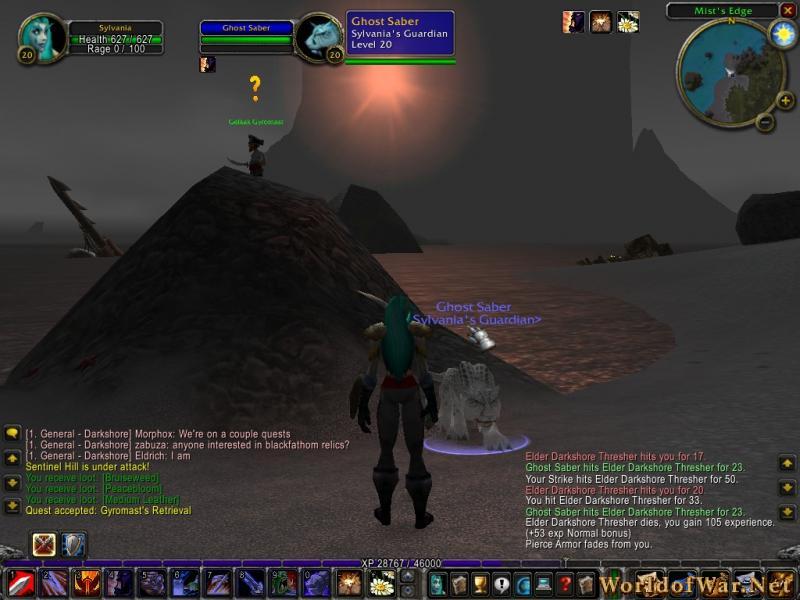 Mist's Edge
N
Sylvania
Health 627 / 627
Rage 0 / 100
20
Ghost Saber
20
Ghost Saber
Sylvania's Guardian
Level 20
?
Gelkak Gyromast
Ghost Saber
Sylvania's Guardian>
[1. General - Darkshore] Morphox: We're on a couple quests
[1. General - Darkshore] zabuza: anyone interested in blackfathom relics?
[1. General - Darkshore] Eldrich: I am
Sentinel Hill is under attack!
You receive loot: [Bruiseweed]
You receive loot: [Peacebloom]
You receive loot: [Medium Leather]
Quest accepted: Gyromast's Retrieval
Elder Darkshore Thresher hits you for 17.
Ghost Saber hits Elder Darkshore Thresher for 23.
Your Strike hits Elder Darkshore Thresher for 50.
Elder Darkshore Thresher hits you for 20.
You hit Elder Darkshore Thresher for 33.
Ghost Saber hits Elder Darkshore Thresher for 23.
Elder Darkshore Thresher dies, you gain 105 experience.
(+53 exp Normal bonus)
Pierce Armor fades from you.
XP 28767 / 46000
WorldofWar.Net